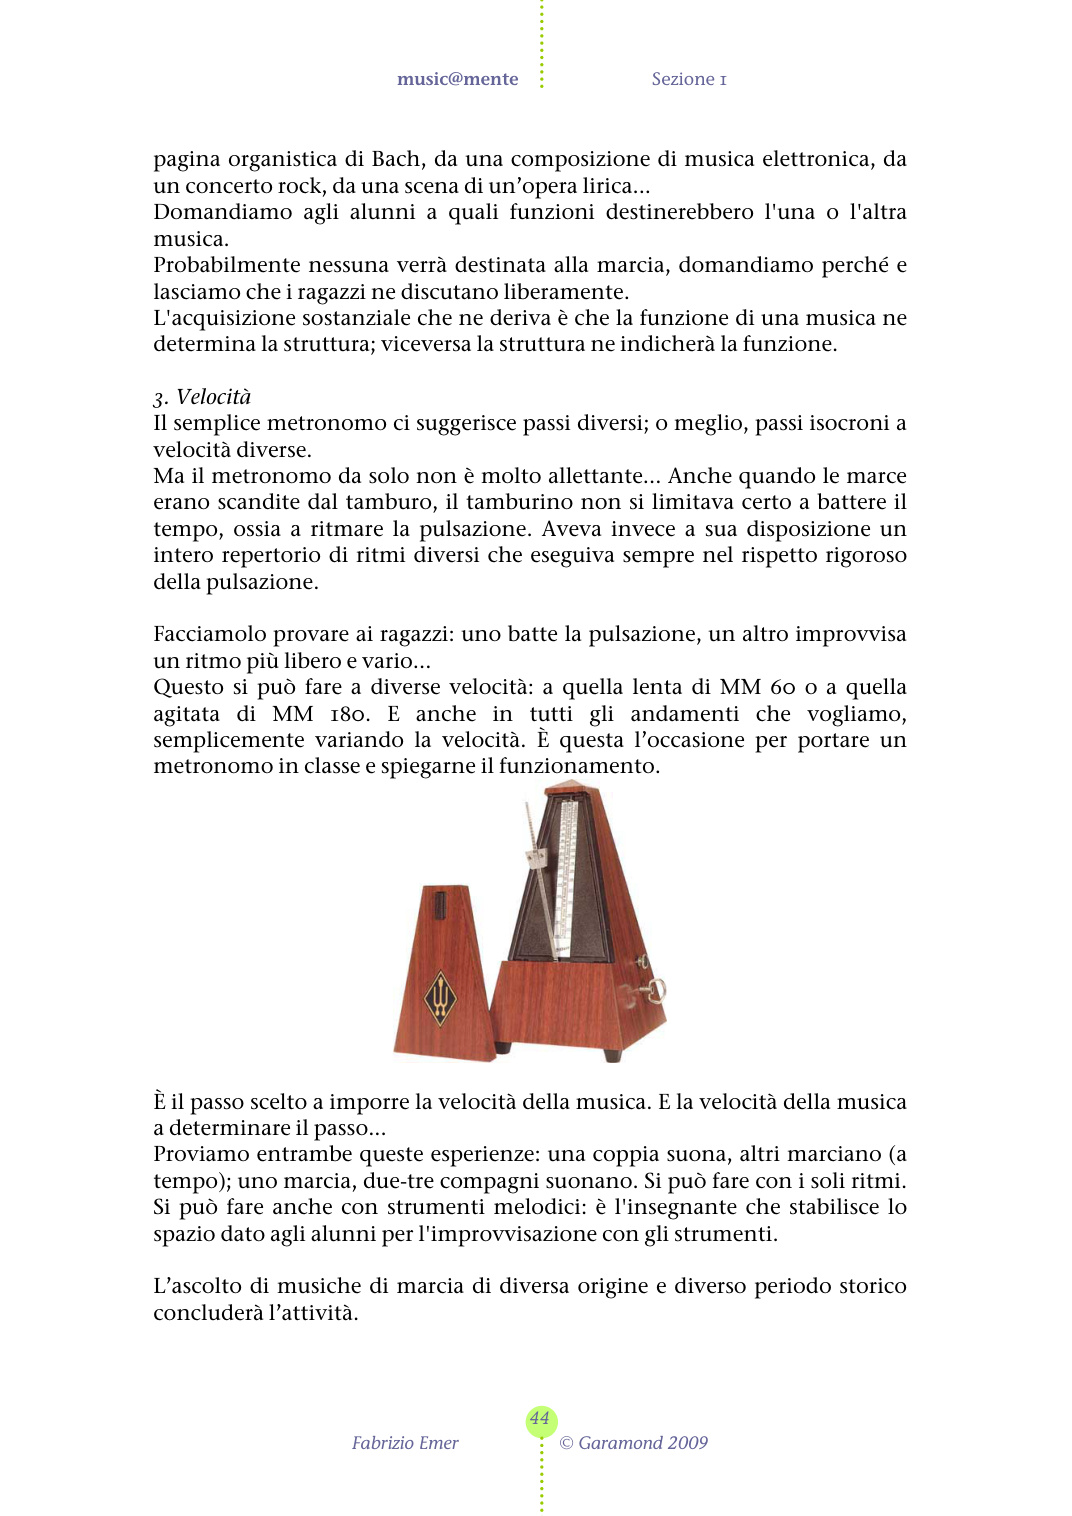 music@mente Sezione 1
pagina organistica di Bach, da una composizione di musica elettronica, da
un concerto rock, da una scena di un’opera lirica...
Domandiamo agli alunni a quali funzioni destinerebbero l'una o l'altra
musica.
Probabilmente nessuna verrà destinata alla marcia, domandiamo perché e
lasciamo che i ragazzi ne discutano liberamente.
L'acquisizione sostanziale che ne deriva è che la funzione di una musica ne
determina la struttura; viceversa la struttura ne indicherà la funzione.
3. Velocità
Il semplice metronomo ci suggerisce passi diversi; o meglio, passi isocroni a
velocità diverse.
Ma il metronomo da solo non è molto allettante... Anche quando le marce
erano scandite dal tamburo, il tamburino non si limitava certo a battere il
tempo, ossia a ritmare la pulsazione. Aveva invece a sua disposizione un
intero repertorio di ritmi diversi che eseguiva sempre nel rispetto rigoroso
della pulsazione.
Facciamolo provare ai ragazzi: uno batte la pulsazione, un altro improvvisa
un ritmo più libero e vario...
Questo si può fare a diverse velocità: a quella lenta di MM 60 o a quella
agitata di MM 180. E anche in tutti gli andamenti che vogliamo,
semplicemente variando la velocità. È questa l’occasione per portare un
metronomo in classe e spiegarne il funzionamento.
È il passo scelto a imporre la velocità della musica. E la velocità della musica
a determinare il passo...
Proviamo entrambe queste esperienze: una coppia suona, altri marciano (a
tempo); uno marcia, due-tre compagni suonano. Si può fare con i soli ritmi.
Si può fare anche con strumenti melodici: è l'insegnante che stabilisce lo
spazio dato agli alunni per l'improvvisazione con gli strumenti.
L’ascolto di musiche di marcia di diversa origine e diverso periodo storico
concluderà l’attività.
44
Fabrizio Emer © Garamond 2009